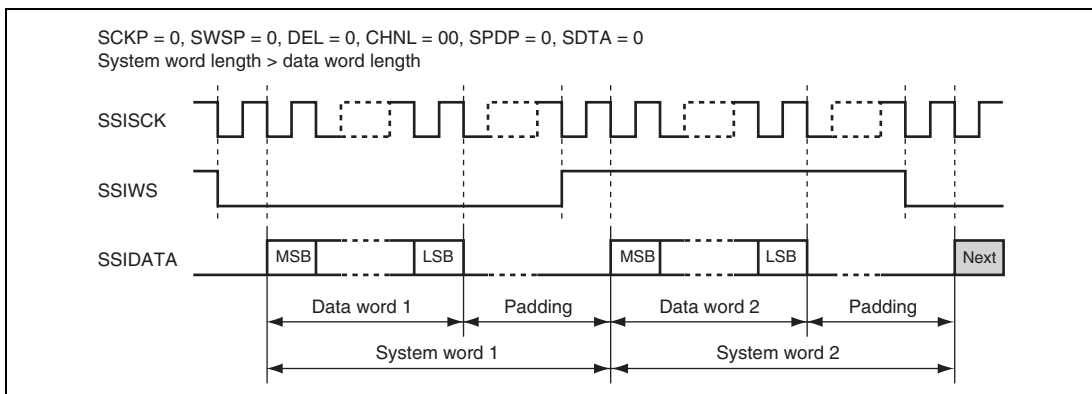 SCKP = 0, SWSP = 0, DEL = 0, CHNL = 00, SPDP = 0, SDTA = 0
System word length > data word length
SSISCK
SSIWS
SSIDATA
MSB LSB MSB LSB Next
Data word 1 Padding Data word 2 Padding
System word 1 System word 2